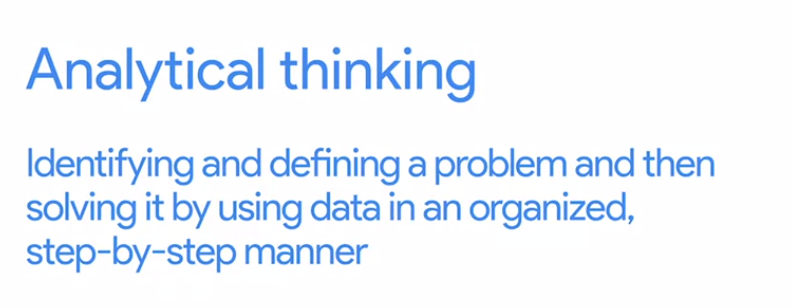 Analytical thinking
Identifying and defining a problem and then
solving it by using data in an organized,
step-by-step manner